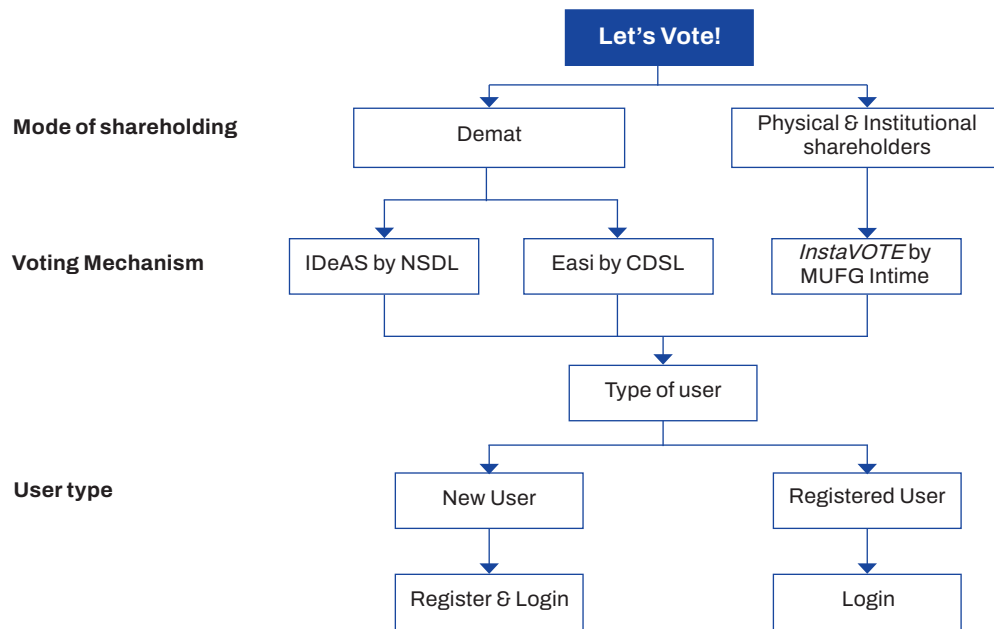 Let's Vote!
Mode of shareholding
Demat
Physical & Institutional
shareholders
Voting Mechanism
IDeAS by NSDL
Easi by CDSL
InstaVOTE by
MUFG Intime
Type of user
User type
New User
Registered User
Register & Login
Login